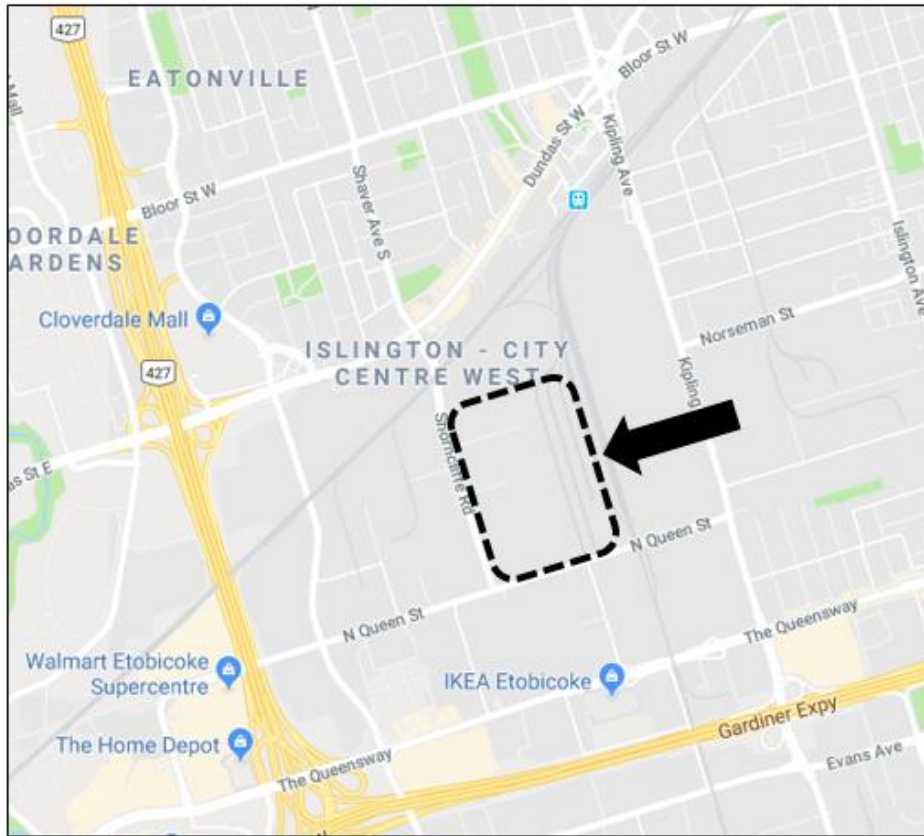 427
EATONVILLE
Bloor St W
Mall
Dundas St W
Kipling Ave
Shaver Ave S
Bloor St W
OORDALE
ARDENS
Islington Ave
Cloverdale Mall
Norseman St
ISLINGTON - CITY
CENTRE WEST
427
Kipling
Shorncliffe Rd
as St E
N Queen St
N Queen St
The Queensway
Walmart Etobicoke
Supercentre
IKEA Etobicoke
Gardiner Expy
The Home Depot
Evans Ave
The Queensway